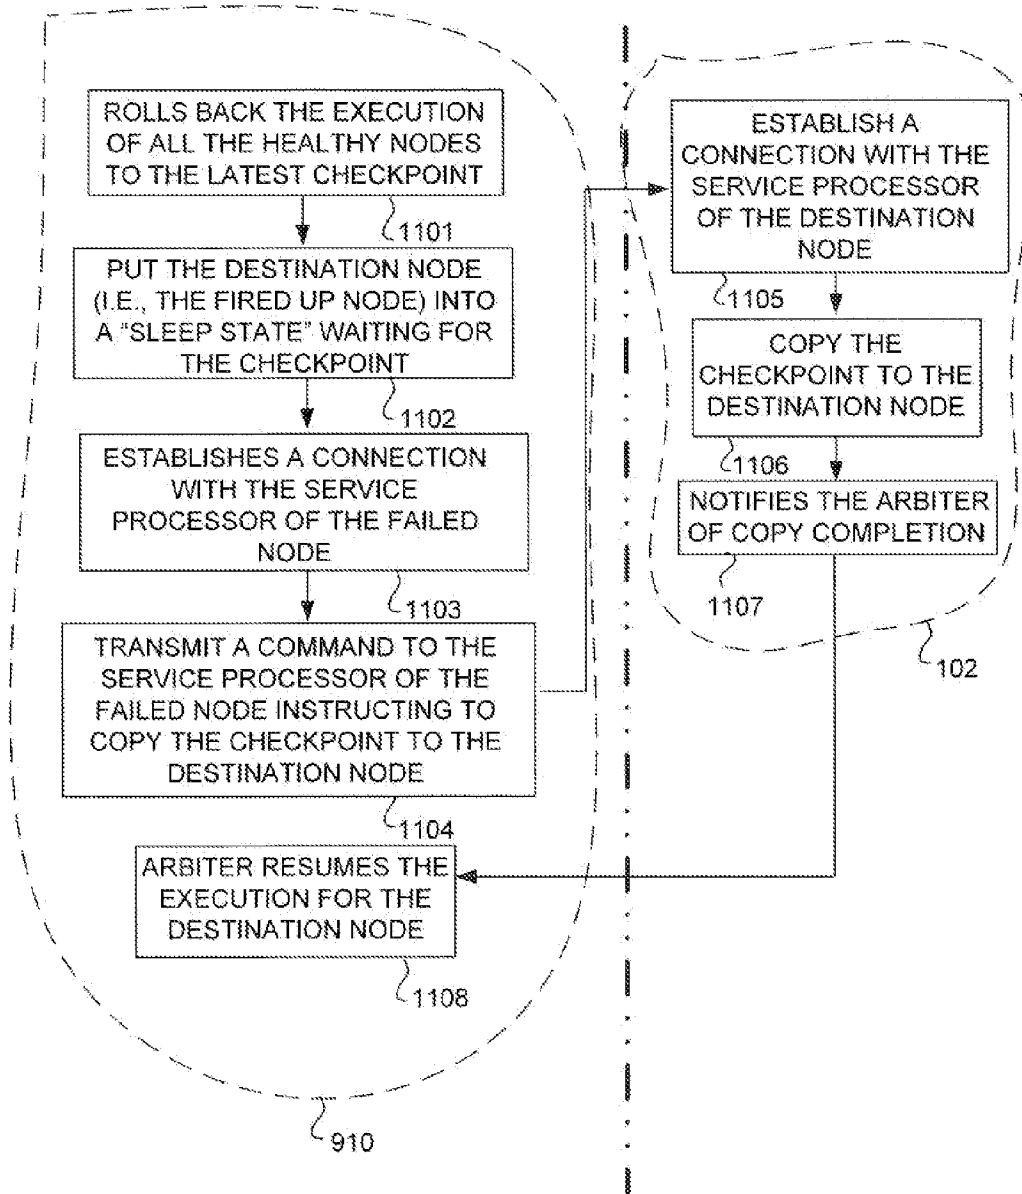 ROLLS BACK THE EXECUTION
OF ALL THE HEALTHY NODES
TO THE LATEST CHECKPOINT
1101
PUT THE DESTINATION NODE
(I.E., THE FIRED UP NODE) INTO
A “SLEEP STATE” WAITING FOR
THE CHECKPOINT
1102
ESTABLISHES A CONNECTION
WITH THE SERVICE
PROCESSOR OF THE FAILED
NODE
1103
TRANSMIT A COMMAND TO THE
SERVICE PROCESSOR OF THE
FAILED NODE INSTRUCTING TO
COPY THE CHECKPOINT TO THE
DESTINATION NODE
1104
ESTABLISH A
CONNECTION WITH THE
SERVICE PROCESSOR
OF THE DESTINATION
NODE
1105
COPY THE
CHECKPOINT TO THE
DESTINATION NODE
1106
NOTIFIES THE ARBITER
OF COPY COMPLETION
1107
102
ARBITER RESUMES THE
EXECUTION FOR THE
DESTINATION NODE
1108
910